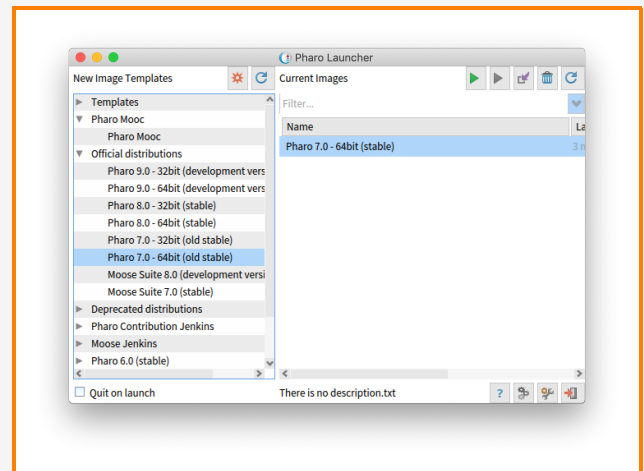 Pharo Launcher
New Image Templates
Current Images
Templates
Pharo Mooc
Pharo Mooc
Official distributions
Pharo 9.0 - 32bit (development vers
Pharo 9.0 - 64bit (development vers
Pharo 8.0 - 32bit (stable)
Pharo 8.0 - 64bit (stable)
Pharo 7.0 - 32bit (old stable)
Pharo 7.0 - 64bit (old stable)
Moose Suite 8.0 (development versi
Moose Suite 7.0 (stable)
Deprecated distributions
Pharo Contribution Jenkins
Moose Jenkins
Pharo 6.0 (stable)
Filter...
Name La
Pharo 7.0 - 64bit (stable) 3 n
Quit on launch
There is no description.txt
?